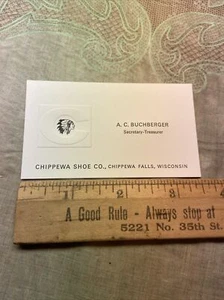 A. C. BUCHBERGER
Secretary-Treasurer
CHIPPEWA SHOE CO., CHIPPEWA FALLS, WISCONSIN
1 2 3
A Good Rule - Always stop at
5221 No. 35th St.